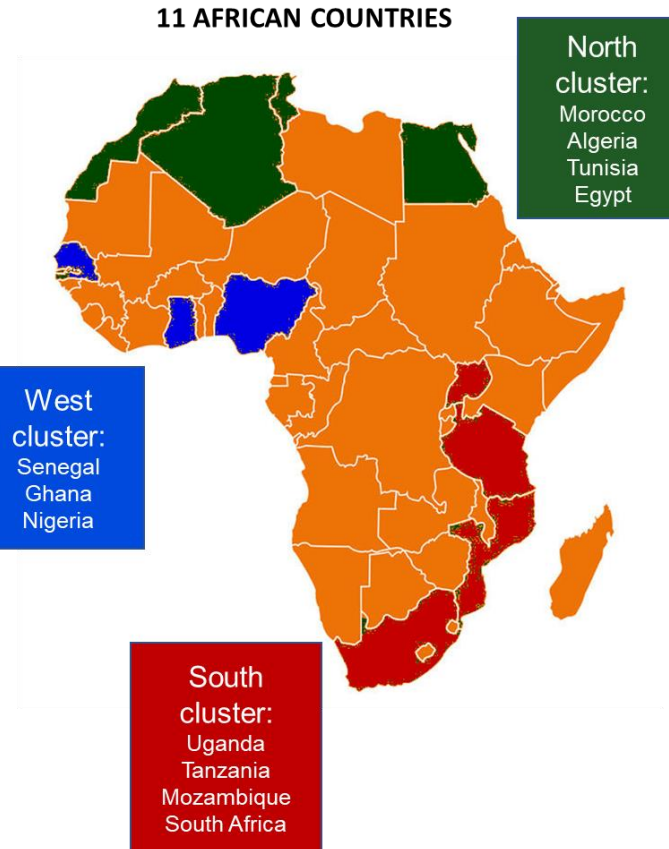 11 AFRICAN COUNTRIES
North
cluster:
Morocco
Algeria
Tunisia
Egypt
West
cluster:
Senegal
Ghana
Nigeria
South
cluster:
Uganda
Tanzania
Mozambique
South Africa